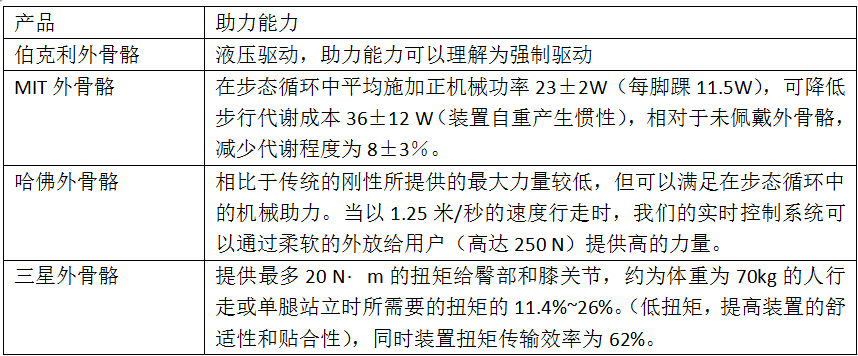 产品 助力能力
伯克利外骨骼 液压驱动，助力能力可以理解为强制驱动
MIT 外骨骼 在步态循环中平均施加正机械功率 23±2W（每脚踝 11.5W），可降低
步行代谢成本 36±12 W（装置自重产生惯性），相对于未佩戴外骨骼，
减少代谢程度为 8±3％。
哈佛外骨骼 相比于传统的刚性所提供的最大力量较低，但可以满足在步态循环中
的机械助力。当以 1.25 米/秒的速度行走时，我们的实时控制系统可
以通过柔软的外放给用户（高达 250 N）提供高的力量。
三星外骨骼 提供最多 20 N·m 的扭矩给臀部和膝关节，约为体重为 70kg 的人行
走或单腿站立时所需要的扭矩的 11.4%~26%。（低扭矩，提高装置的舒
适性和贴合性），同时装置扭矩传输效率为 62%。